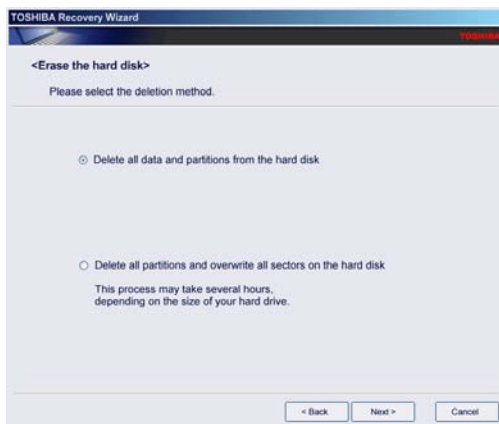 TOSHIBA Recovery Wizard
TOSHIBA
<Erase the hard disk>
Please select the deletion method.
Delete all data and partitions from the hard disk
Delete all partitions and overwrite all sectors on the hard disk
This process may take several hours,
depending on the size of your hard drive.
< Back Next > Cancel